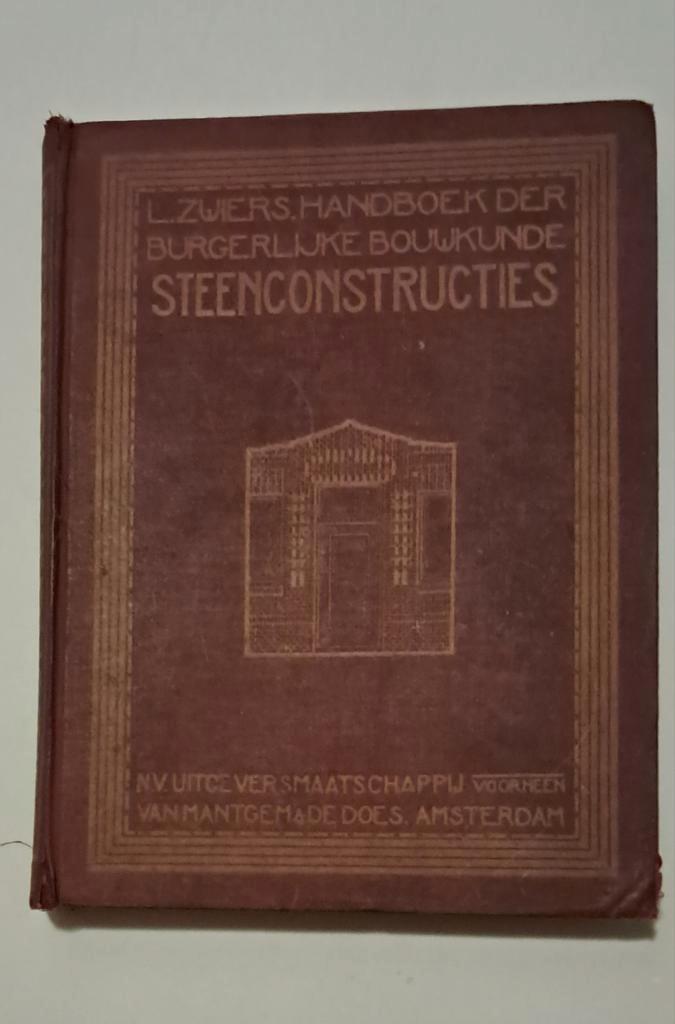 L. ZWIERS. HANDBOEK DER
BURGERLIJKE BOUWKUNDE
STEENCONSTRUCTIES
N.V. UITGEVERSMAATSCHAPPIJ VOORHEEN
VAN MANTGEM & DE DOES. AMSTERDAM